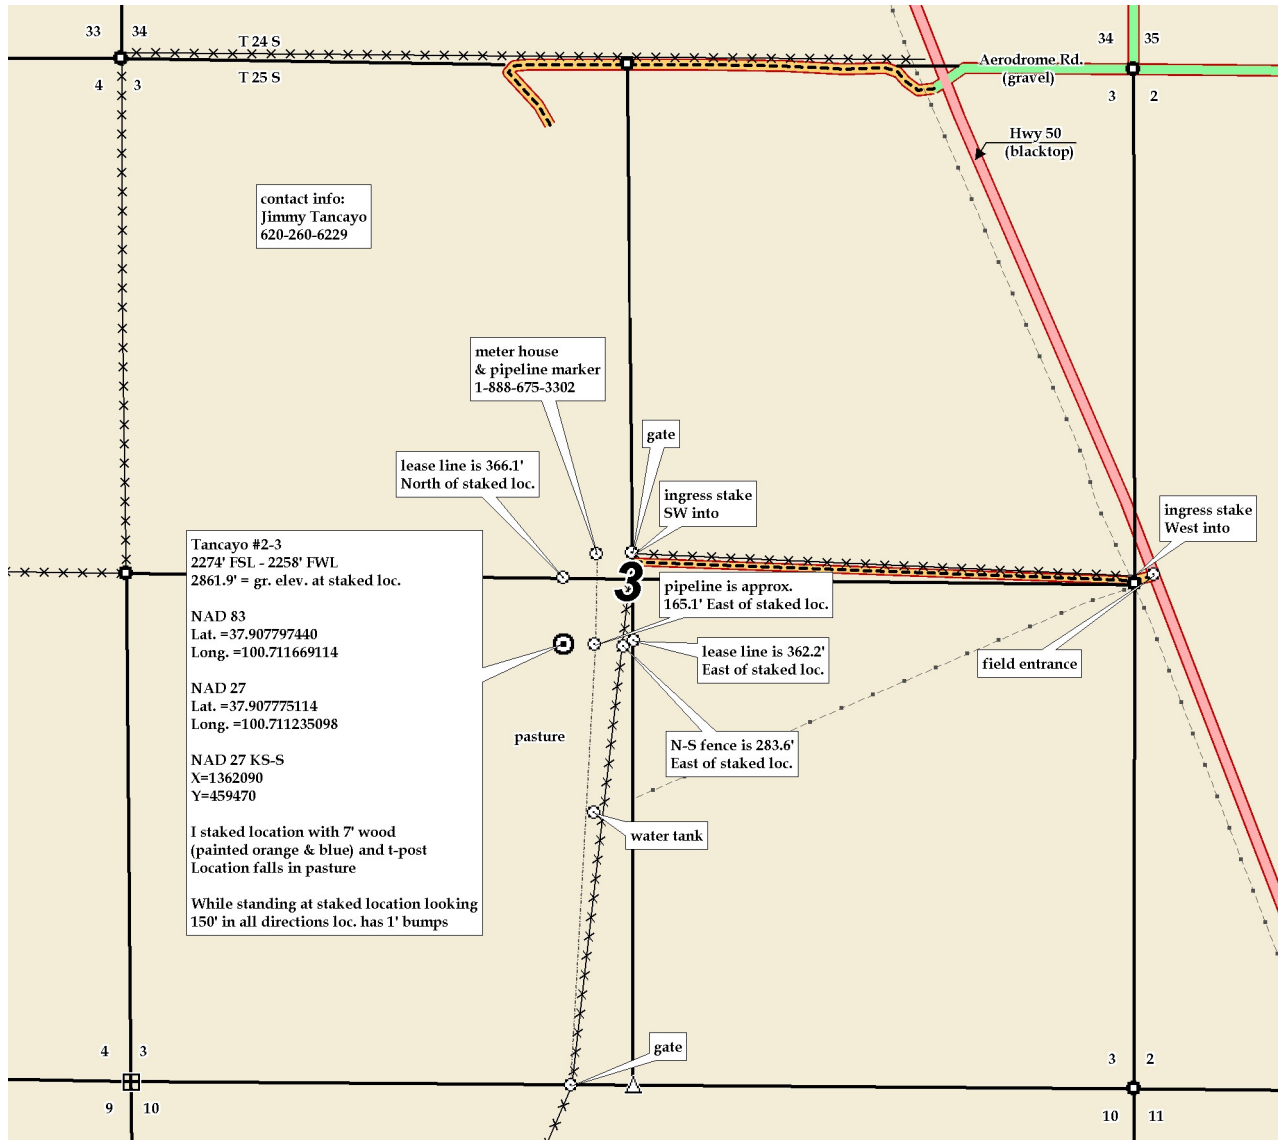 33
34
T 24 S
T 25 S
4
3
34
35
Aerodrome Rd.
(gravel)
3
2
Hwy 50
(blacktop)
contact info:
Jimmy Tancayo
620-260-6229
meter house
& pipeline marker
1-888-675-3302
gate
lease line is 366.1'
North of staked loc.
ingress stake
SW into
ingress stake
West into
Tancayo #2-3
2274' FSL - 2258' FWL
2861.9' = gr. elev. at staked loc.
NAD 83
Lat. =37.907797440
Long. =100.711669114
NAD 27
Lat. =37.907775114
Long. =100.711235098
NAD 27 KS-S
X=1362090
Y=459470
I staked location with 7' wood
(painted orange & blue) and t-post
Location falls in pasture
While standing at staked location looking
150' in all directions loc. has 1' bumps
3
pipeline is approx.
165.1' East of staked loc.
lease line is 362.2'
East of staked loc.
field entrance
pasture
N-S fence is 283.6'
East of staked loc.
water tank
gate
4
3
9
10
3
2
10
11